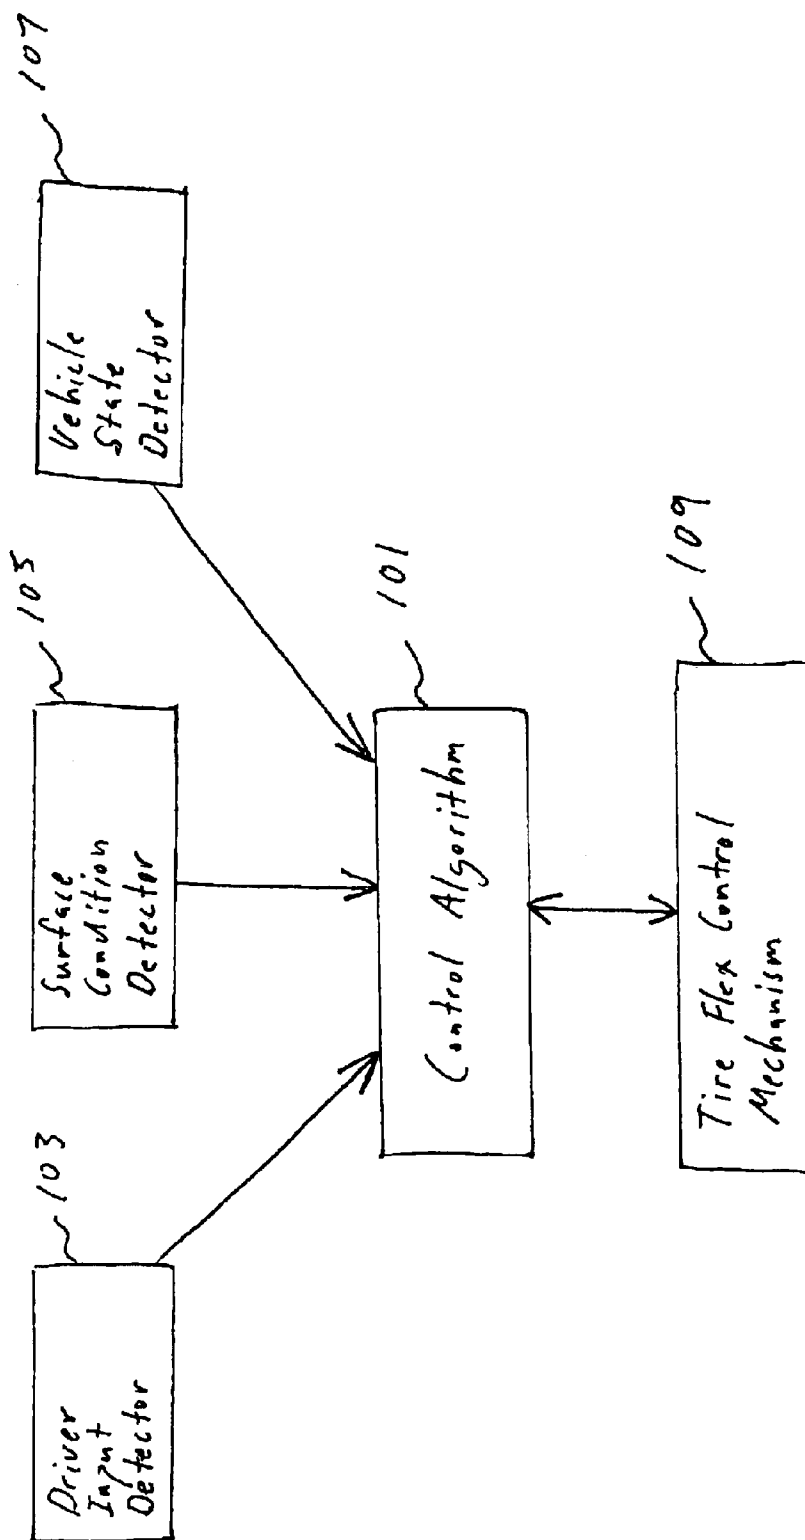 Driver
Input
Detector
103
Surface
Condition
Detector
105
Vehicle
State
Detector
107
Control Algorithm
101
Tire Flex Control
Mechanism
109